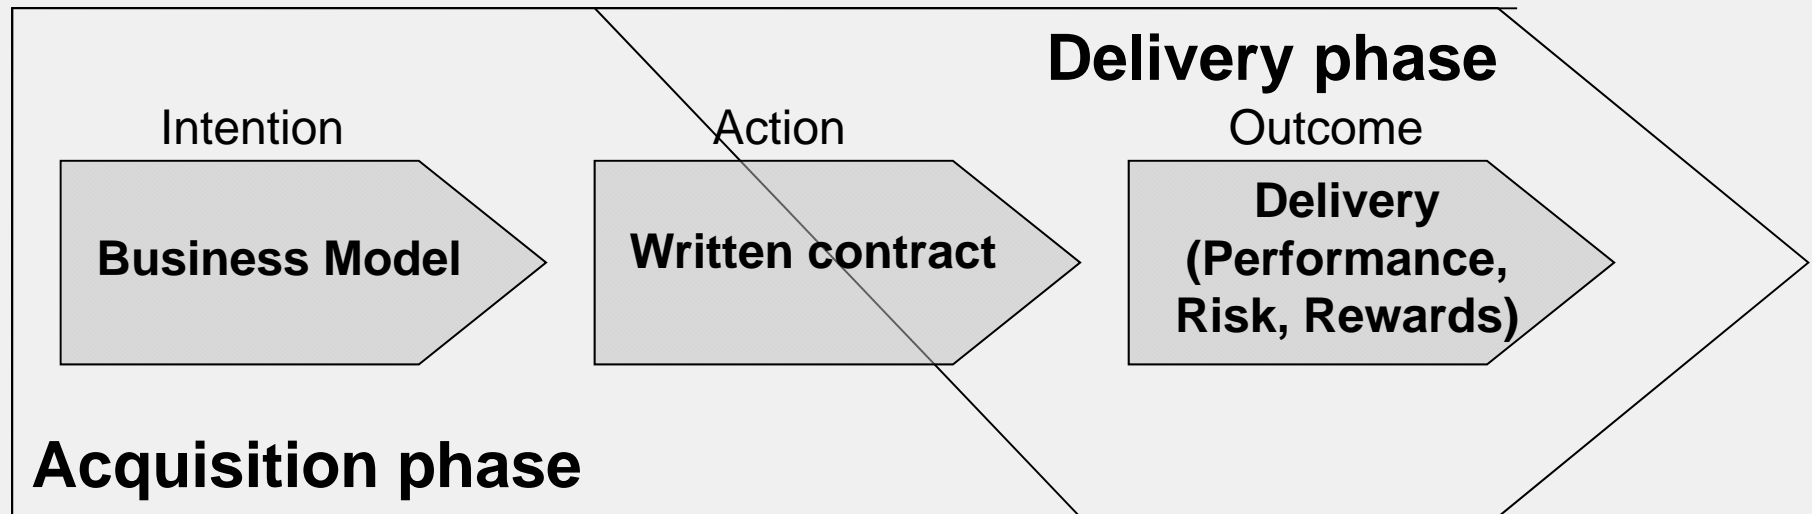 Delivery phase
Intention
Action
Outcome
Business Model
Written contract
Delivery
(Performance,
Risk, Rewards)
Acquisition phase